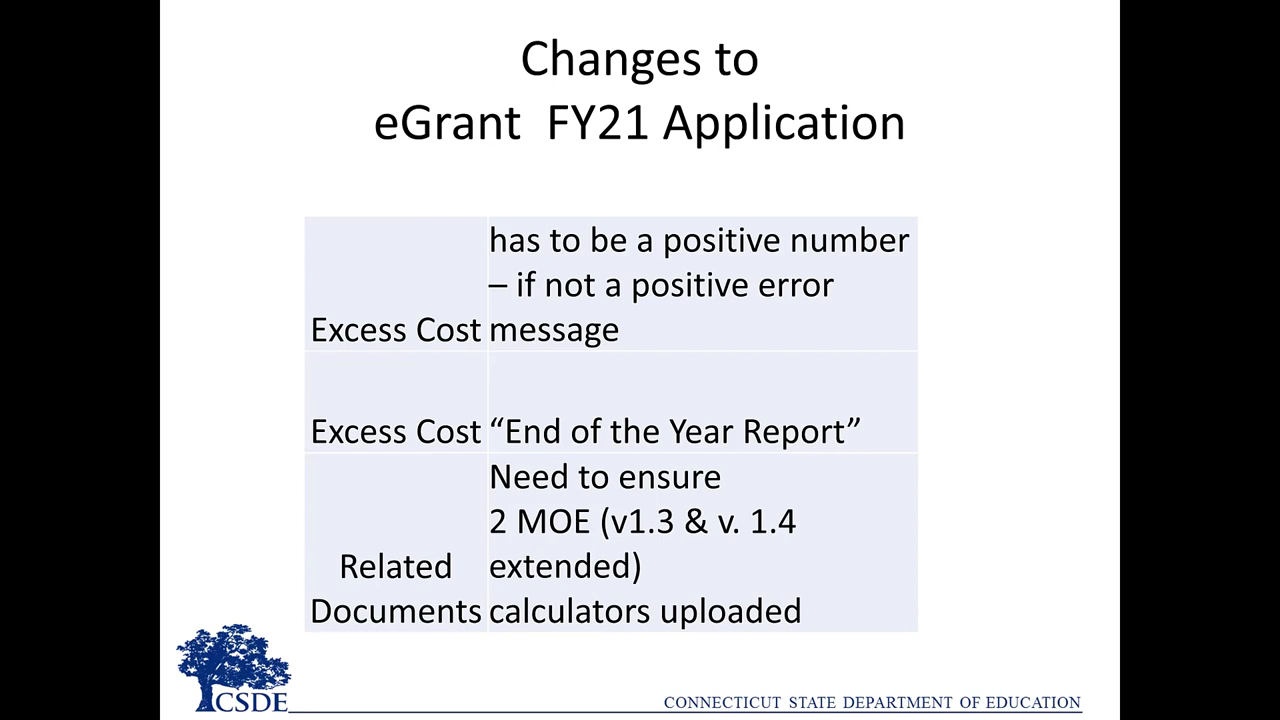 Changes to
eGrant FY21 Application
has to be a positive number
– if not a positive error
Excess Cost message
Excess Cost “End of the Year Report”
Need to ensure
2 MOE (v1.3 & v. 1.4
Related extended)
Documents calculators uploaded
CSDE
CONNECTICUT STATE DEPARTMENT OF EDUCATION